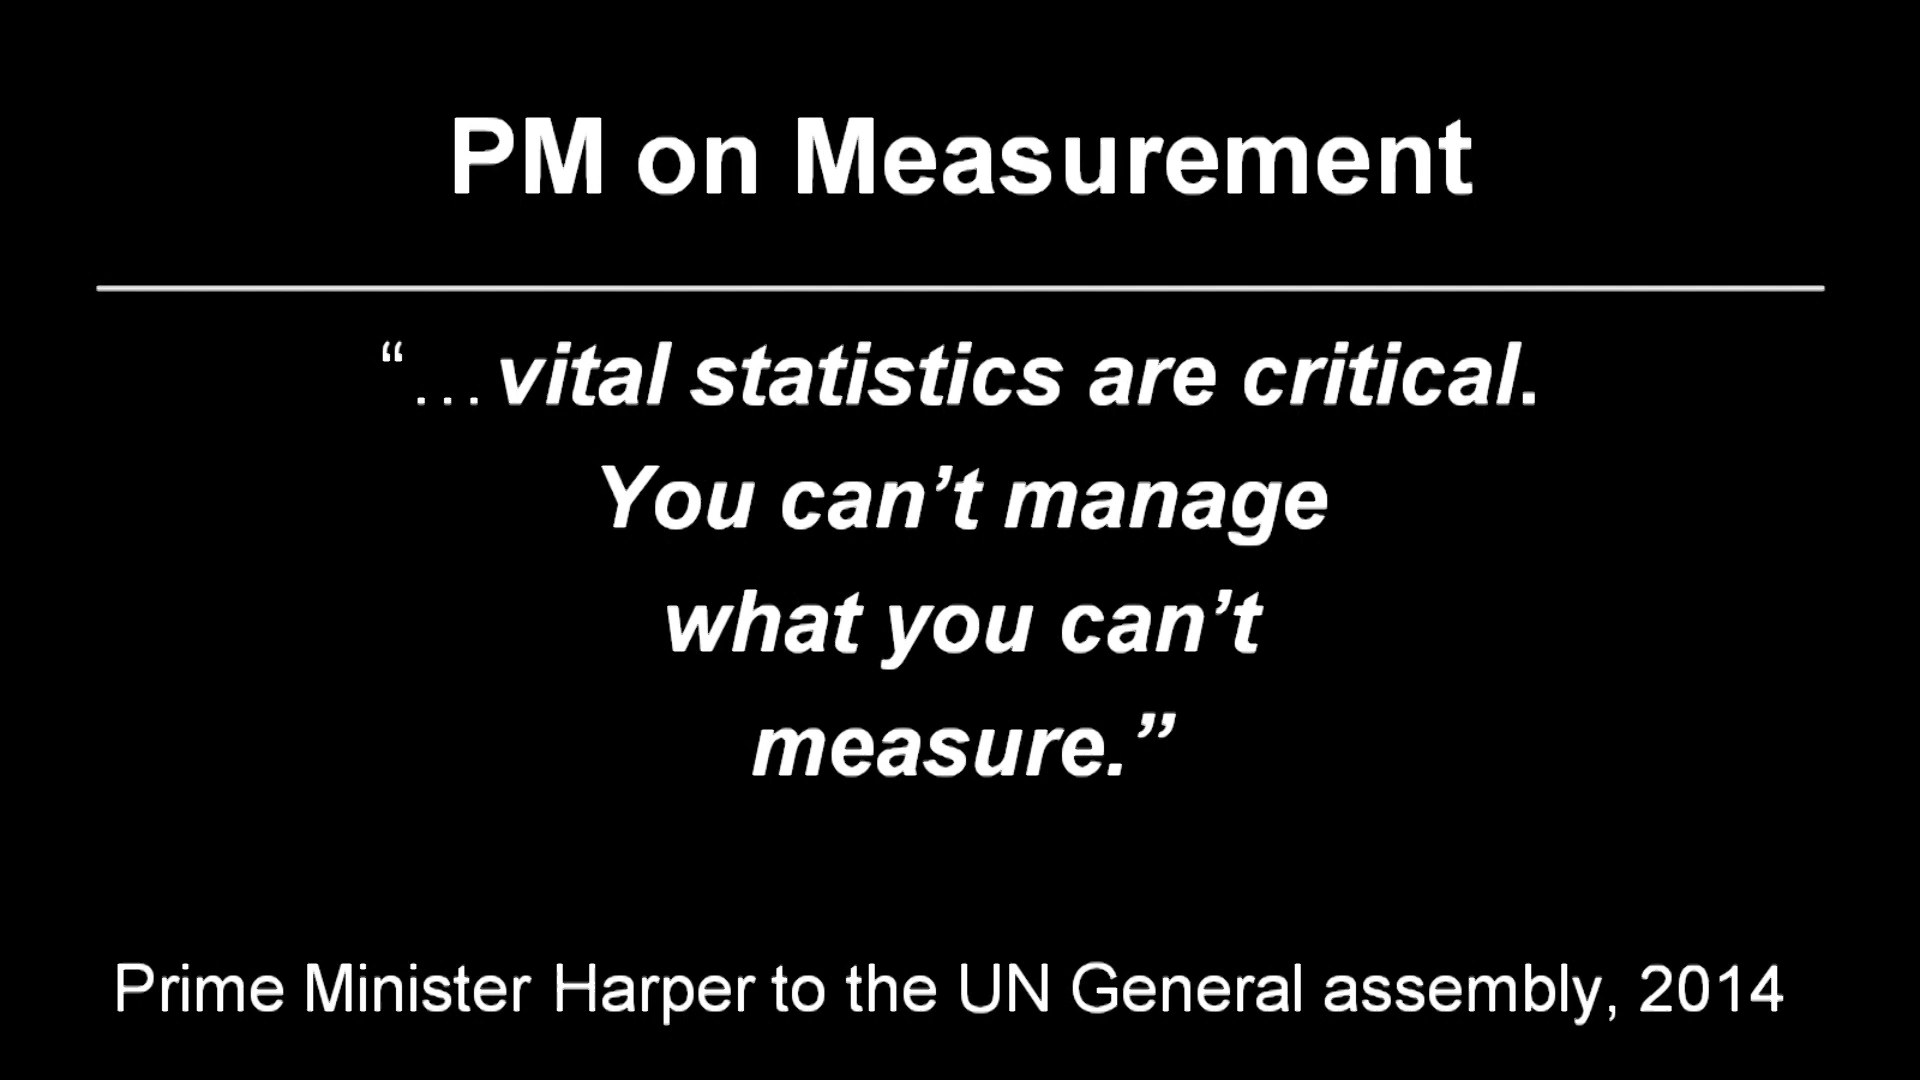 PM on Measurement
“…vital statistics are critical.
You can’t manage
what you can’t
measure.”
Prime Minister Harper to the UN General assembly, 2014